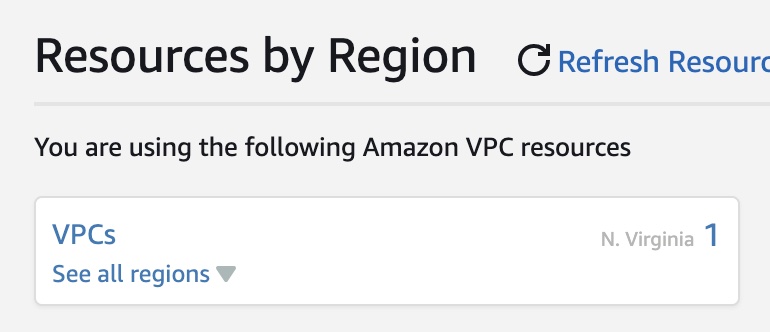 Resources by Region Refresh Resourc
You are using the following Amazon VPC resources
VPCs N. Virginia 1
See all regions